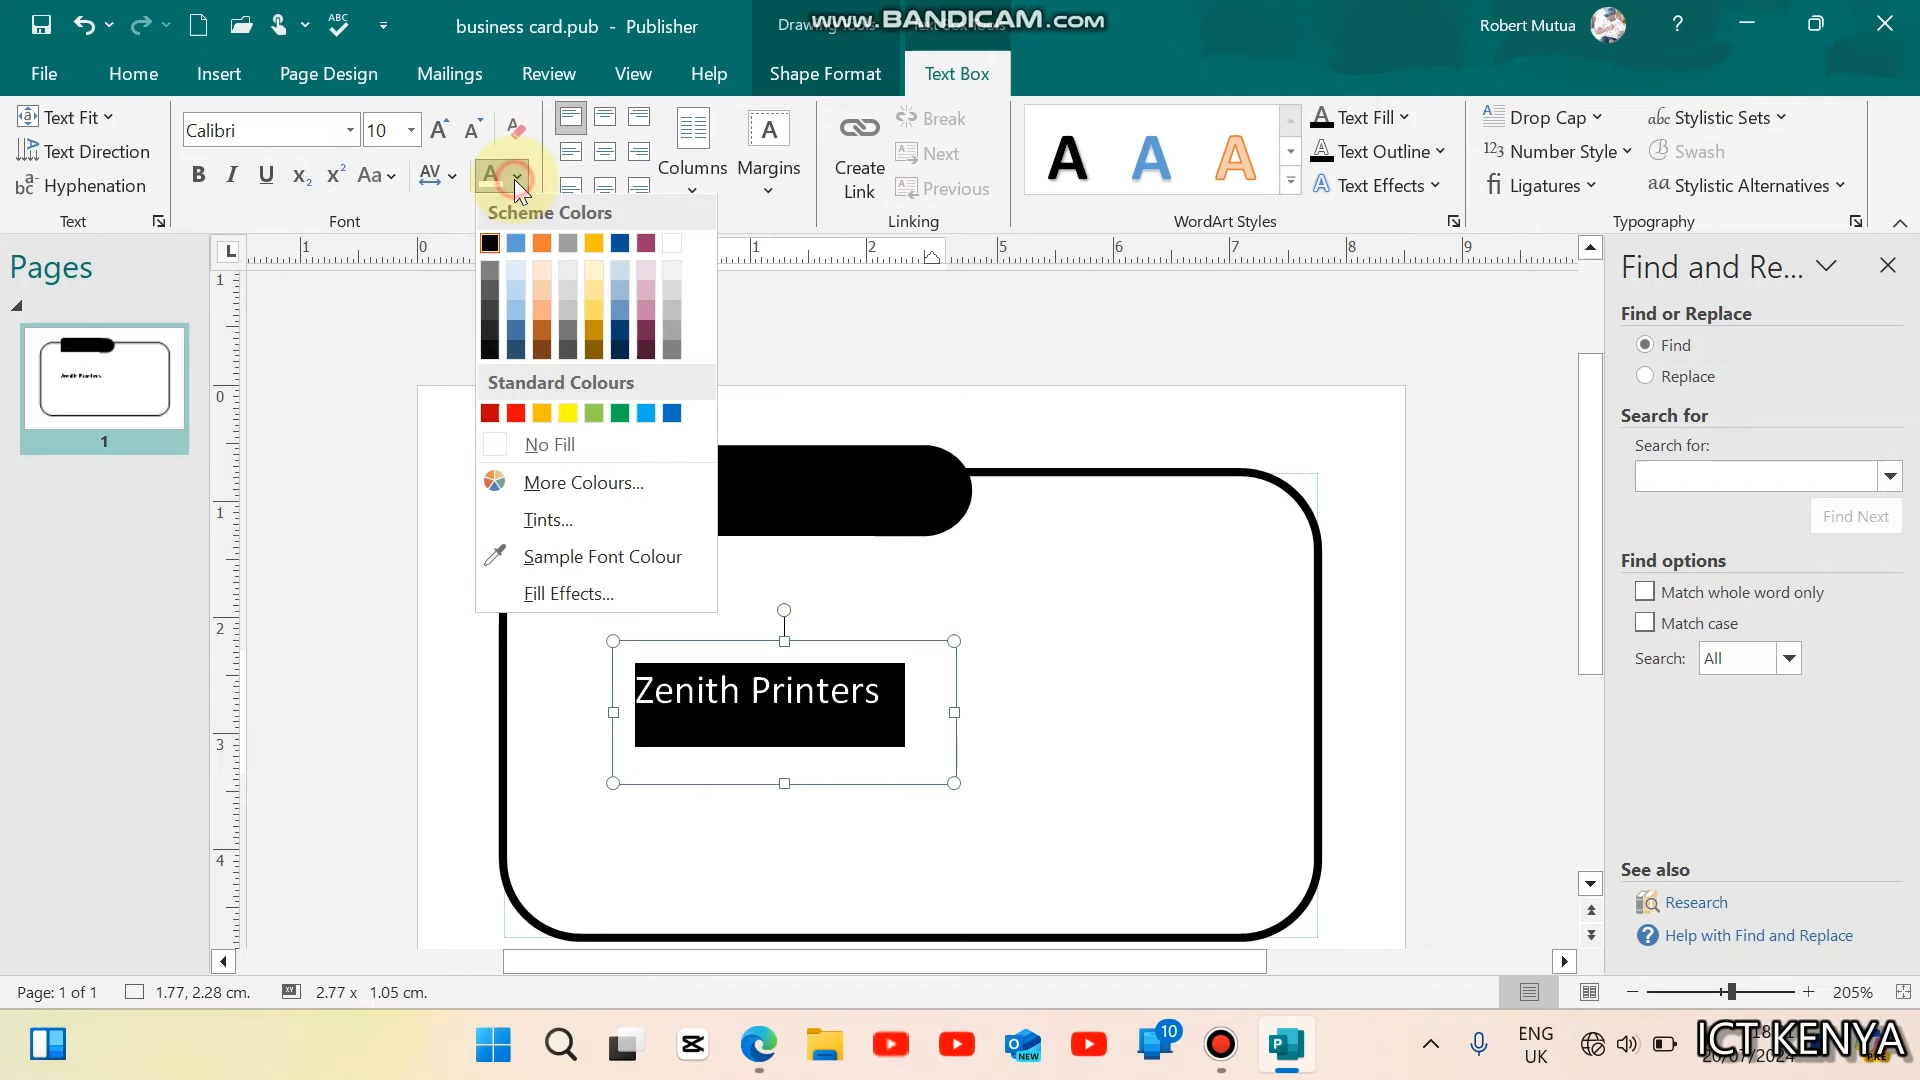 business card.pub - Publisher
www.BANDICAM.com
Robert Mutua
File Home Insert Page Design Mailings Review View Help Shape Format Text Box
Text Fit
Text Direction
Hyphenation
Text
Calibri 10
B I U Aa AV A
Font
Columns
Margins
Create Link
Break
Next
Previous
Linking
A A A
Text Fill
Text Outline
Text Effects
WordArt Styles
Drop Cap
Number Style
Ligatures
Stylistic Sets
Swash
Stylistic Alternatives
Typography
Pages
Zenith Printers
1
Scheme Colors
Standard Colours
No Fill
More Colours...
Tints...
Sample Font Colour
Fill Effects...
Zenith Printers
Find and Re...
Find or Replace
Find
Replace
Search for
Search for:
Find Next
Find options
Match whole word only
Match case
Search: All
See also
Research
Help with Find and Replace
Page: 1 of 1 1.77, 2.28 cm. 2.77 x 1.05 cm.
205%
10
ENG
UK
ICT KENYA